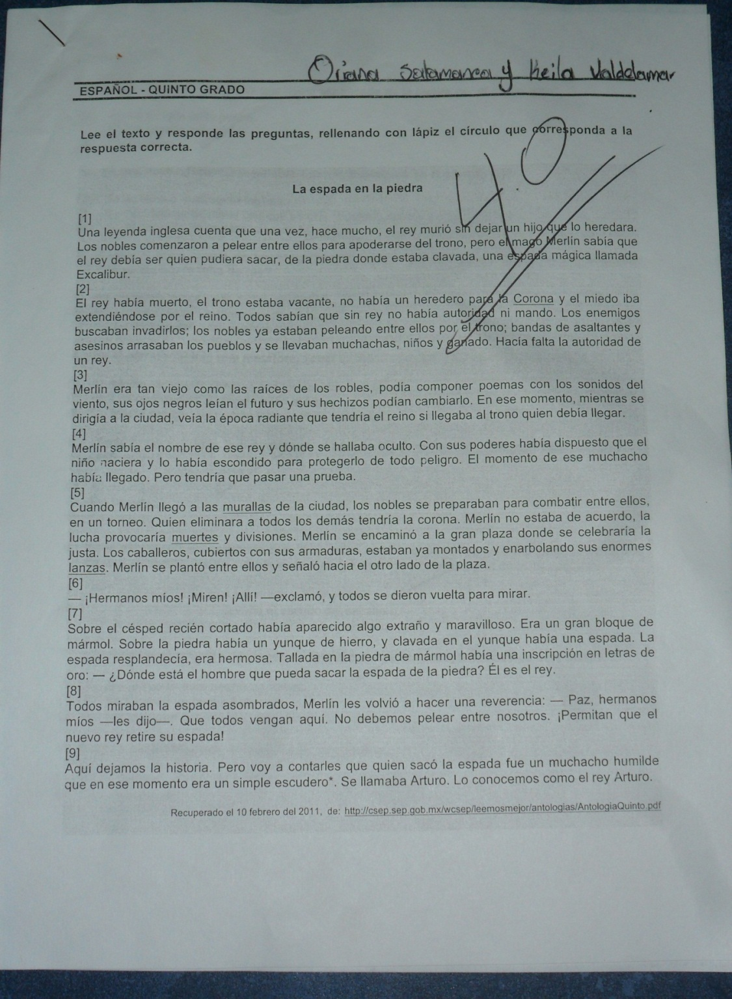 Oriana Salamanca y Keila Valdelamar
ESPAÑOL - QUINTO GRADO
Lee el texto y responde las preguntas, rellenando con lápiz el círculo que corresponda a la
respuesta correcta.
4.0
La espada en la piedra
[1]
Una leyenda inglesa cuenta que una vez, hace mucho, el rey murió sin dejar un hijo que lo heredara.
Los nobles comenzaron a pelear entre ellos para apoderarse del trono, pero el mago Merlín sabía que
el rey debía ser quien pudiera sacar, de la piedra donde estaba clavada, una espada mágica llamada
Excalibur.
[2]
El rey había muerto, el trono estaba vacante, no había un heredero para la Corona y el miedo iba
extendiéndose por el reino. Todos sabían que sin rey no había autoridad ni mando. Los enemigos
buscaban invadirlos; los nobles ya estaban peleando entre ellos por el trono; bandas de asaltantes y
asesinos arrasaban los pueblos y se llevaban muchachas, niños y ganado. Hacía falta la autoridad de
un rey.
[3]
Merlín era tan viejo como las raíces de los robles, podía componer poemas con los sonidos del
viento, sus ojos negros leían el futuro y sus hechizos podían cambiarlo. En ese momento, mientras se
dirigía a la ciudad, veía la época radiante que tendría el reino si llegaba al trono quien debía llegar.
[4]
Merlín sabía el nombre de ese rey y dónde se hallaba oculto. Con sus poderes había dispuesto que el
niño naciera y lo había escondido para protegerlo de todo peligro. El momento de ese muchacho
había llegado. Pero tendría que pasar una prueba.
[5]
Cuando Merlín llegó a las murallas de la ciudad, los nobles se preparaban para combatir entre ellos,
en un torneo. Quien eliminara a todos los demás tendría la corona. Merlín no estaba de acuerdo, la
lucha provocaría muertes y divisiones. Merlín se encaminó a la gran plaza donde se celebraría la
justa. Los caballeros, cubiertos con sus armaduras, estaban ya montados y enarbolando sus enormes
lanzas. Merlín se plantó entre ellos y señaló hacia el otro lado de la plaza.
[6]
— ¡Hermanos míos! ¡Miren! ¡Allí! —exclamó, y todos se dieron vuelta para mirar.
[7]
Sobre el césped recién cortado había aparecido algo extraño y maravilloso. Era un gran bloque de
mármol. Sobre la piedra había un yunque de hierro, y clavada en el yunque había una espada. La
espada resplandecía, era hermosa. Tallada en la piedra de mármol había una inscripción en letras de
oro: — ¿Dónde está el hombre que pueda sacar la espada de la piedra? Él es el rey.
[8]
Todos miraban la espada asombrados, Merlín les volvió a hacer una reverencia: — Paz, hermanos
míos —les dijo—. Que todos vengan aquí. No debemos pelear entre nosotros. ¡Permitan que el
nuevo rey retire su espada!
[9]
Aquí dejamos la historia. Pero voy a contarles que quien sacó la espada fue un muchacho humilde
que en ese momento era un simple escudero*. Se llamaba Arturo. Lo conocemos como el rey Arturo.
Recuperado el 10 febrero del 2011, de: http://csep.sep.gob.mx/wcsep/leemosmejor/antologias/AntologiaQuinto.pdf